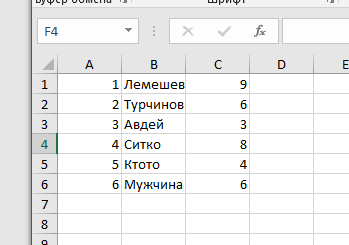 Буфер обмена
Шрифт
F4
A B C D E
1 1 Лемешев 9
2 2 Турчинов 6
3 3 Авдей 3
4 4 Ситко 8
5 5 Ктото 4
6 6 Мужчина 6
7
8
9